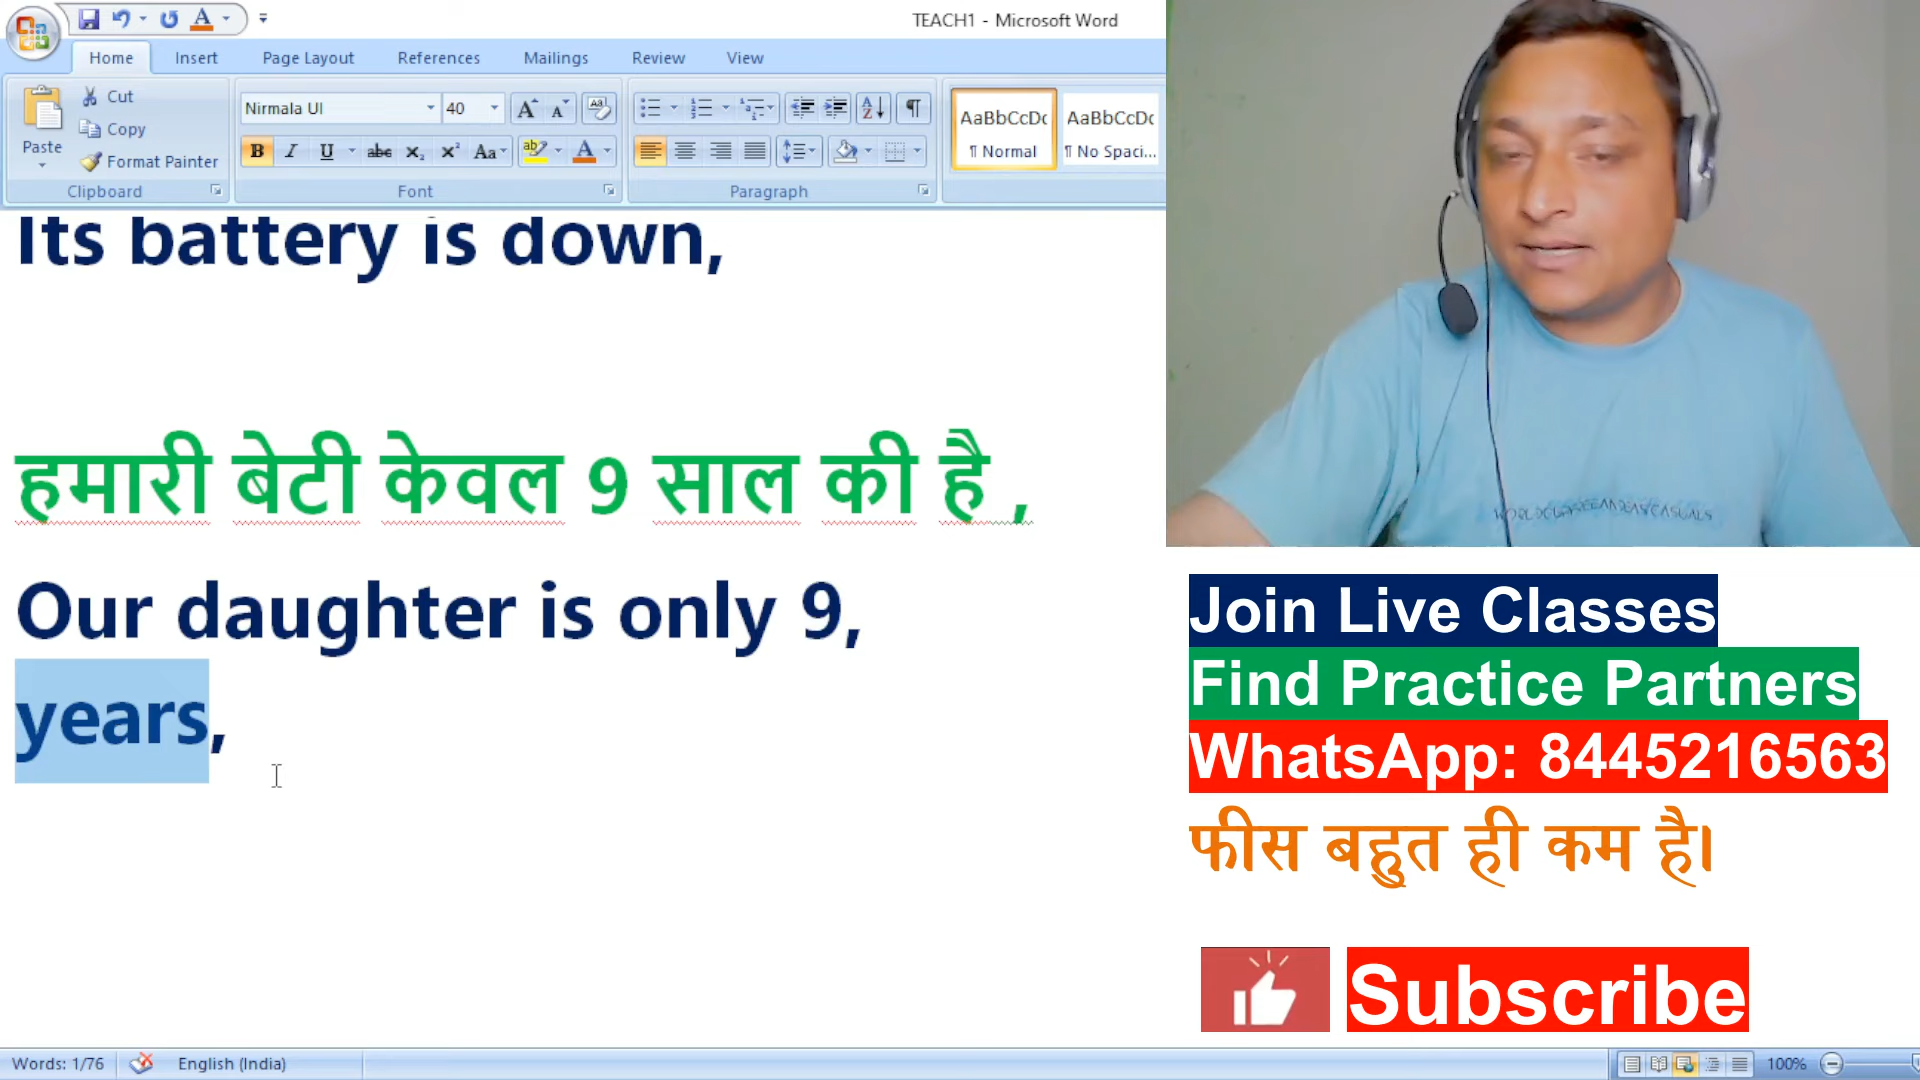 TEACH1 - Microsoft Word
Home Insert Page Layout References Mailings Review View
Paste
Cut
Copy
Format Painter
Clipboard
Nirmala UI 40
Font
Paragraph
AaBbCcDc AaBbCcDc
¶ Normal ¶ No Spaci...
Its battery is down,
हमारी बेटी केवल 9 साल की है ,
Our daughter is only 9,
years,
Join Live Classes
Find Practice Partners
WhatsApp: 8445216563
फीस बहुत ही कम है।
Subscribe
Words: 1/76 English (India) 100%